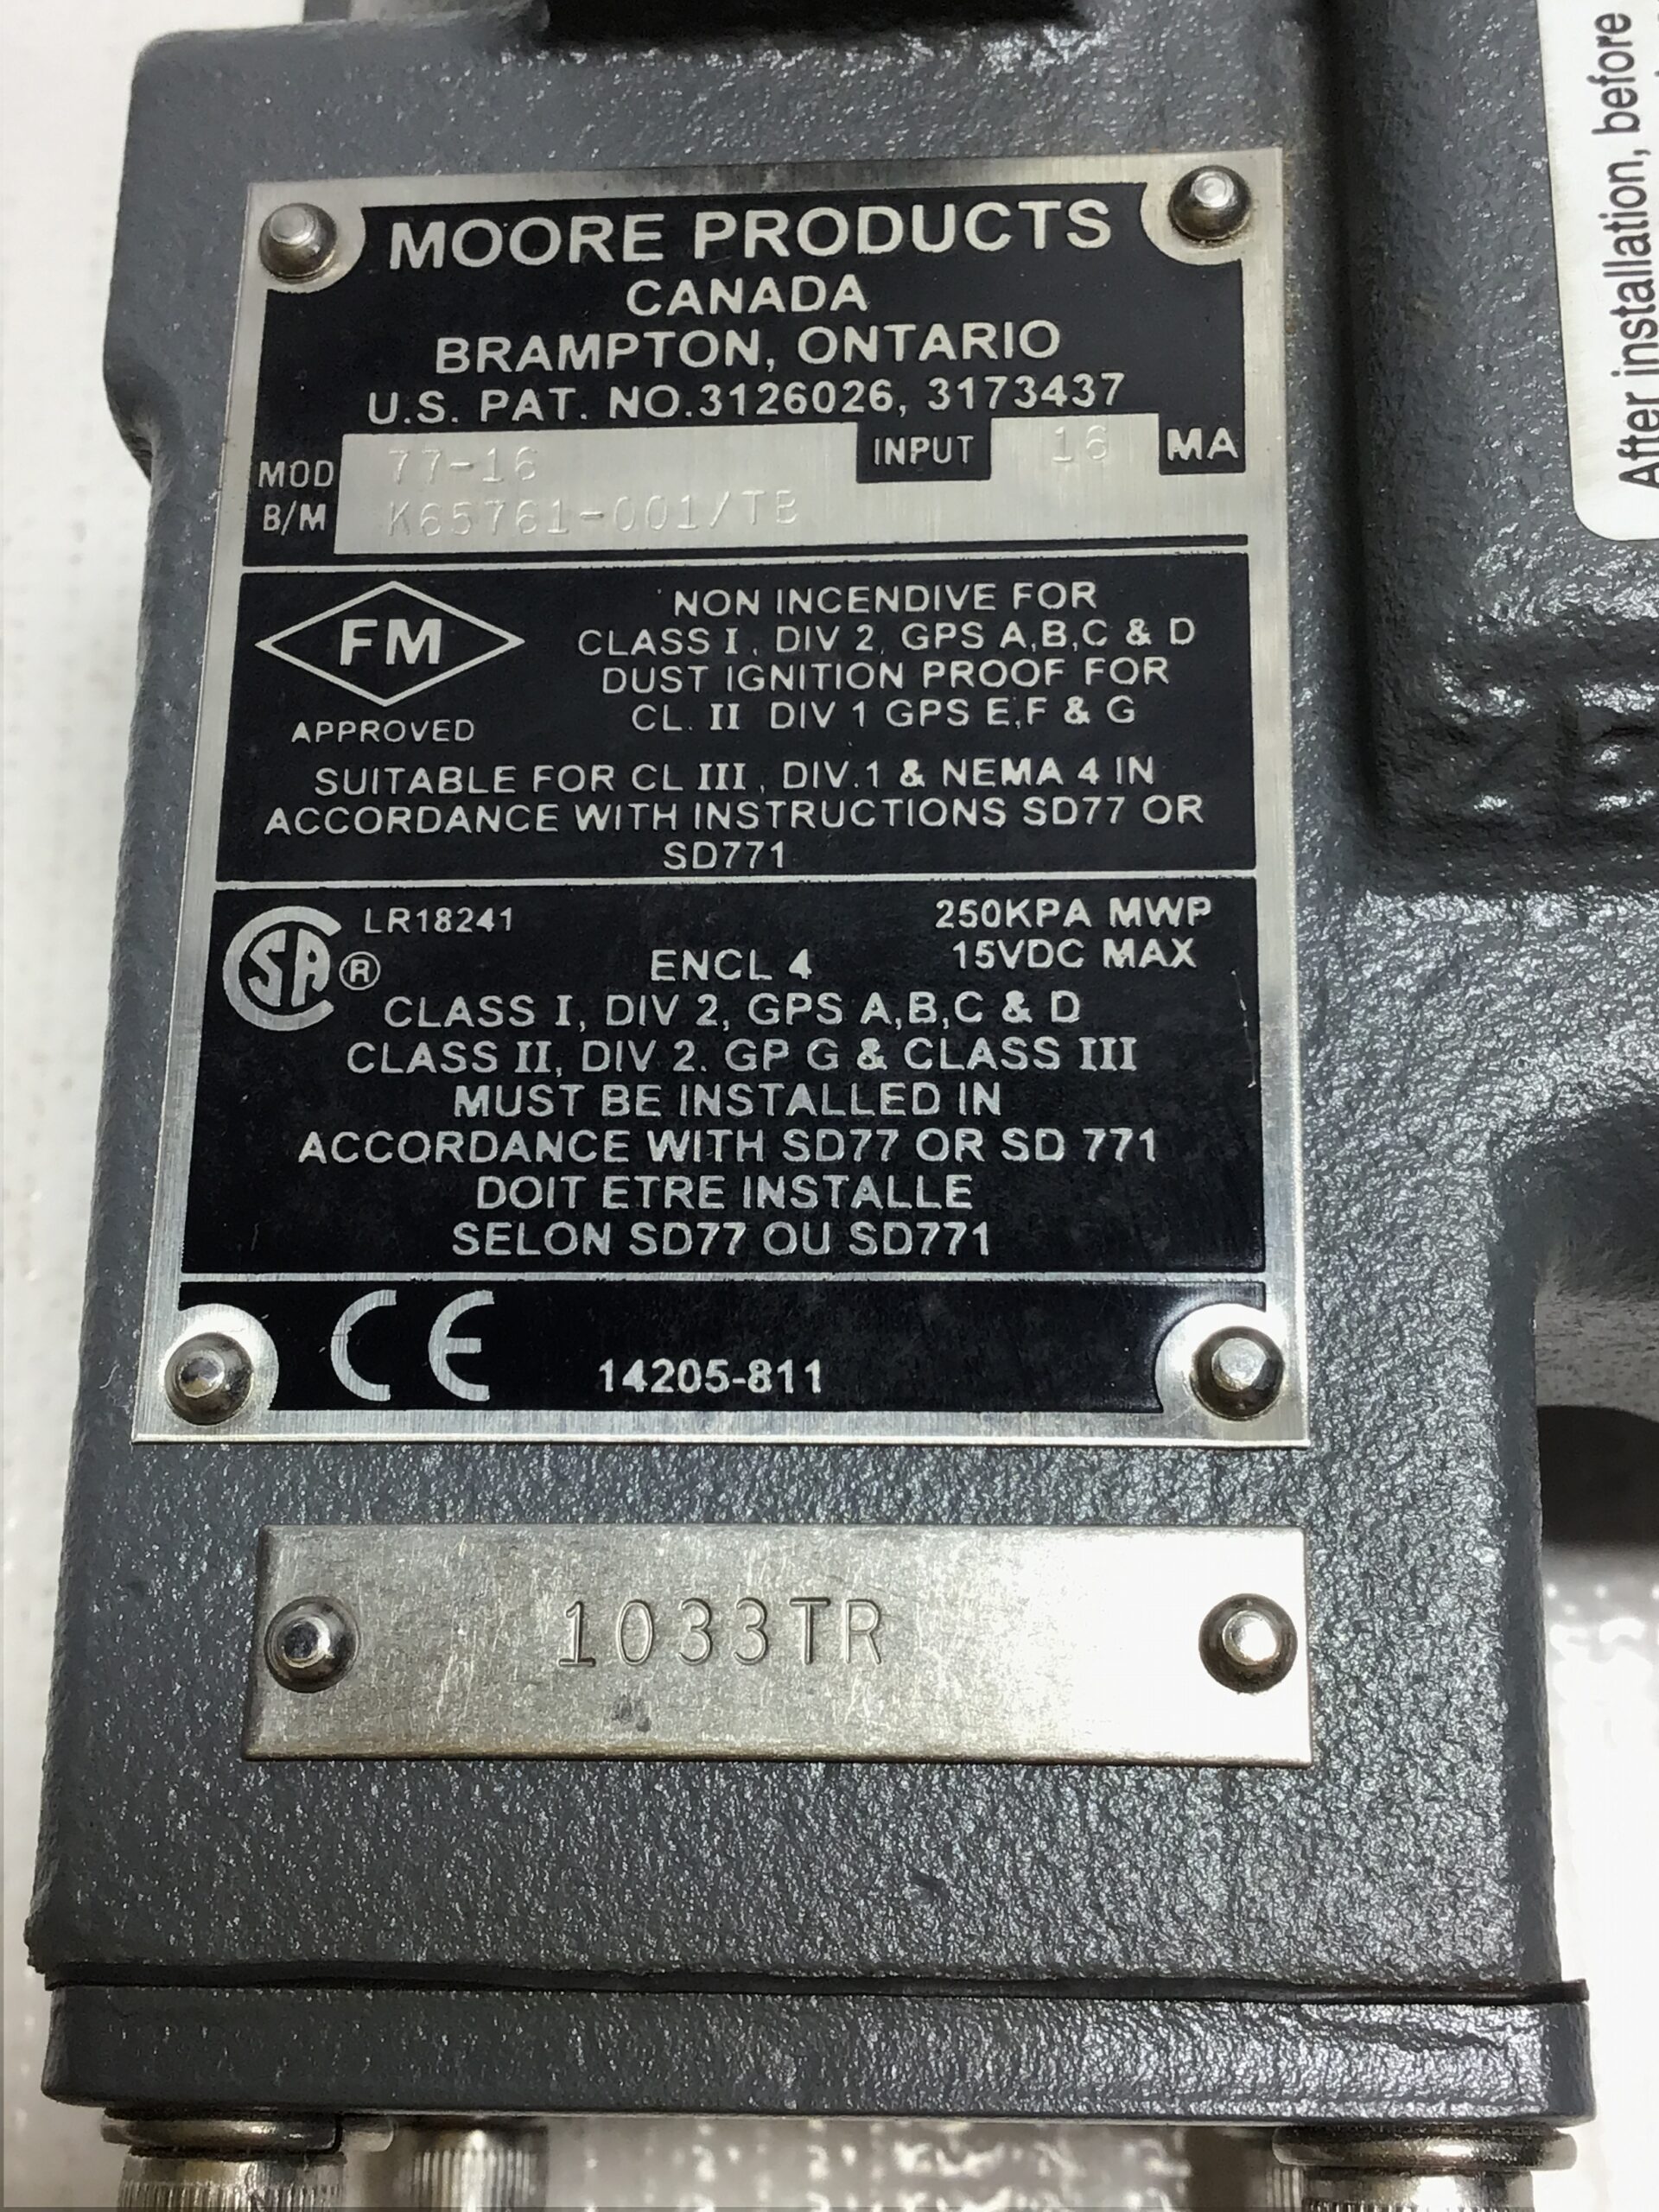 MOORE PRODUCTS
CANADA
BRAMPTON, ONTARIO
U.S. PAT. NO.3126026, 3173437
MOD 77-16 INPUT 16 MA
B/M K65761-001/TB
FM
APPROVED
NON INCENDIVE FOR
CLASS I, DIV 2, GPS A,B,C & D
DUST IGNITION PROOF FOR
CL. II DIV 1 GPS E,F & G
SUITABLE FOR CL III, DIV.1 & NEMA 4 IN
ACCORDANCE WITH INSTRUCTIONS SD77 OR
SD771
SA ® LR18241
250KPA MWP
15VDC MAX
ENCL 4
CLASS I, DIV 2, GPS A,B,C & D
CLASS II, DIV 2. GP G & CLASS III
MUST BE INSTALLED IN
ACCORDANCE WITH SD77 OR SD 771
DOIT ETRE INSTALLE
SELON SD77 OU SD771
CE 14205-811
1033TR
After installation, before